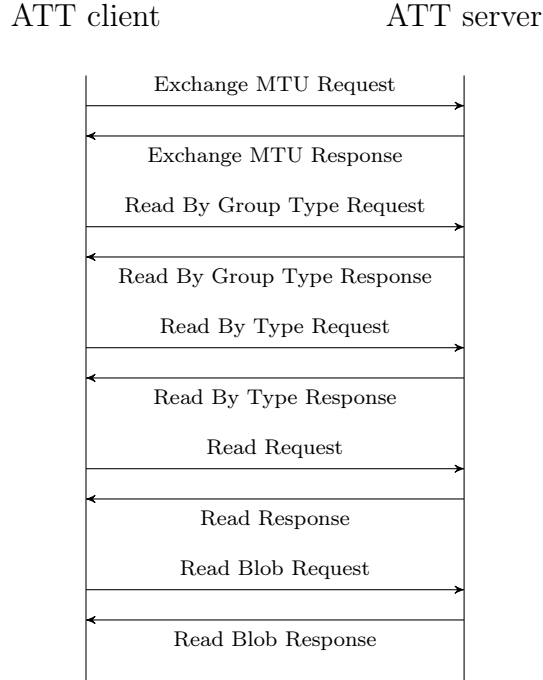 ATT client
ATT server
Exchange MTU Request
Exchange MTU Response
Read By Group Type Request
Read By Group Type Response
Read By Type Request
Read By Type Response
Read Request
Read Response
Read Blob Request
Read Blob Response